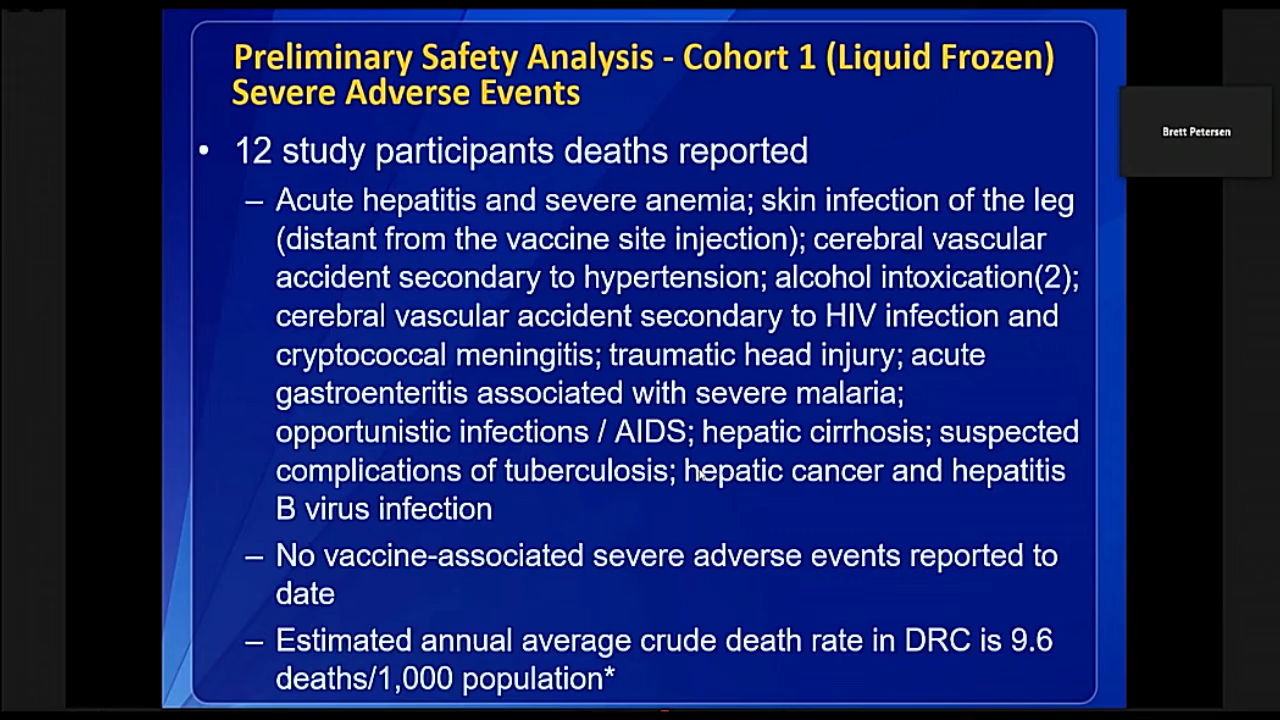 Preliminary Safety Analysis - Cohort 1 (Liquid Frozen)
Severe Adverse Events
• 12 study participants deaths reported
– Acute hepatitis and severe anemia; skin infection of the leg
(distant from the vaccine site injection); cerebral vascular
accident secondary to hypertension; alcohol intoxication(2);
cerebral vascular accident secondary to HIV infection and
cryptococcal meningitis; traumatic head injury; acute
gastroenteritis associated with severe malaria;
opportunistic infections / AIDS; hepatic cirrhosis; suspected
complications of tuberculosis; hepatic cancer and hepatitis
B virus infection
– No vaccine-associated severe adverse events reported to
date
– Estimated annual average crude death rate in DRC is 9.6
deaths/1,000 population*
Brett Petersen